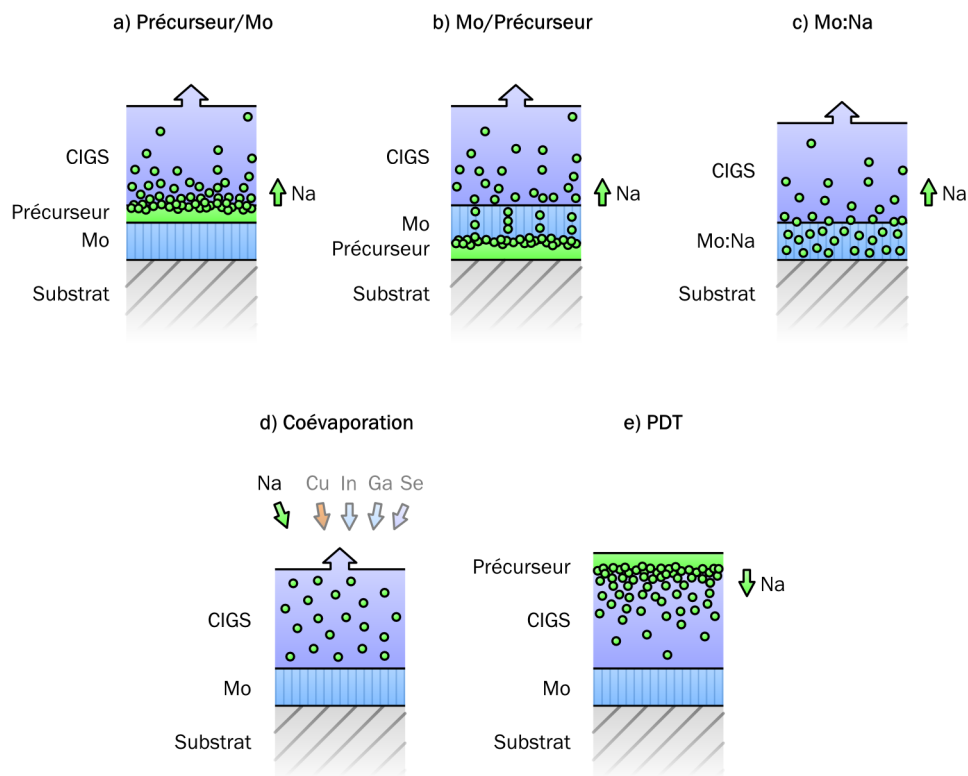 a) Précurseur/Mo
b) Mo/Précurseur
c) Mo:Na
CIGS
Précurseur
Mo
Substrat
Na
CIGS
Mo
Précurseur
Substrat
Na
CIGS
Mo:Na
Substrat
Na
d) Coévaporation
e) PDT
Na Cu In Ga Se
CIGS
Mo
Substrat
Précurseur
CIGS
Mo
Substrat
Na